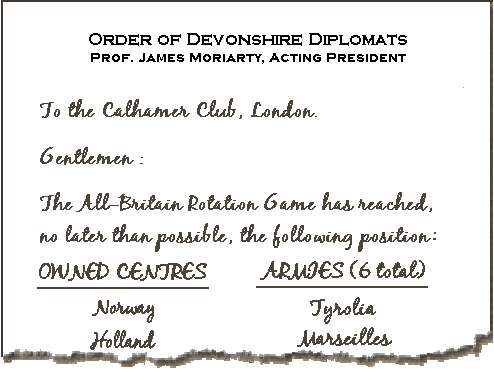 Order of Devonshire Diplomats
Prof. James Moriarty, Acting President
To the Calhamer Club, London.
Gentlemen :
The All-Britain Rotation Game has reached,
no later than possible, the following position:
OWNED CENTRES ARMIES (6 total)
Norway Tyrolia
Holland Marseilles